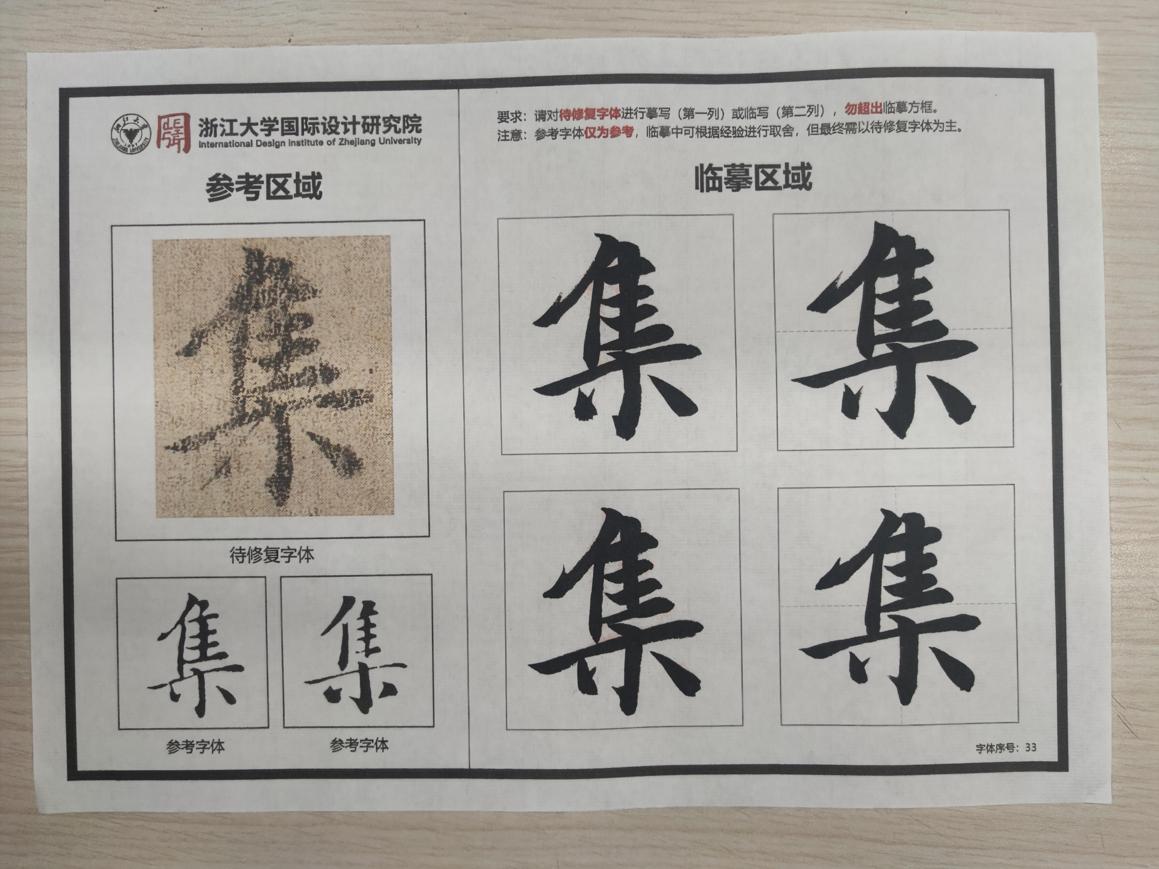 浙江大学国际设计研究院
International Design Institute of Zhejiang University
参考区域
集
待修复字体
集
集
参考字体
参考字体
要求：请对待修复字体进行摹写（第一列）或临写（第二列），勿超出临摹方框。
注意：参考字体仅为参考，临摹中可根据经验进行取舍，但最终需以待修复字体为主。
临摹区域
集
集
集
集
字体序号：33